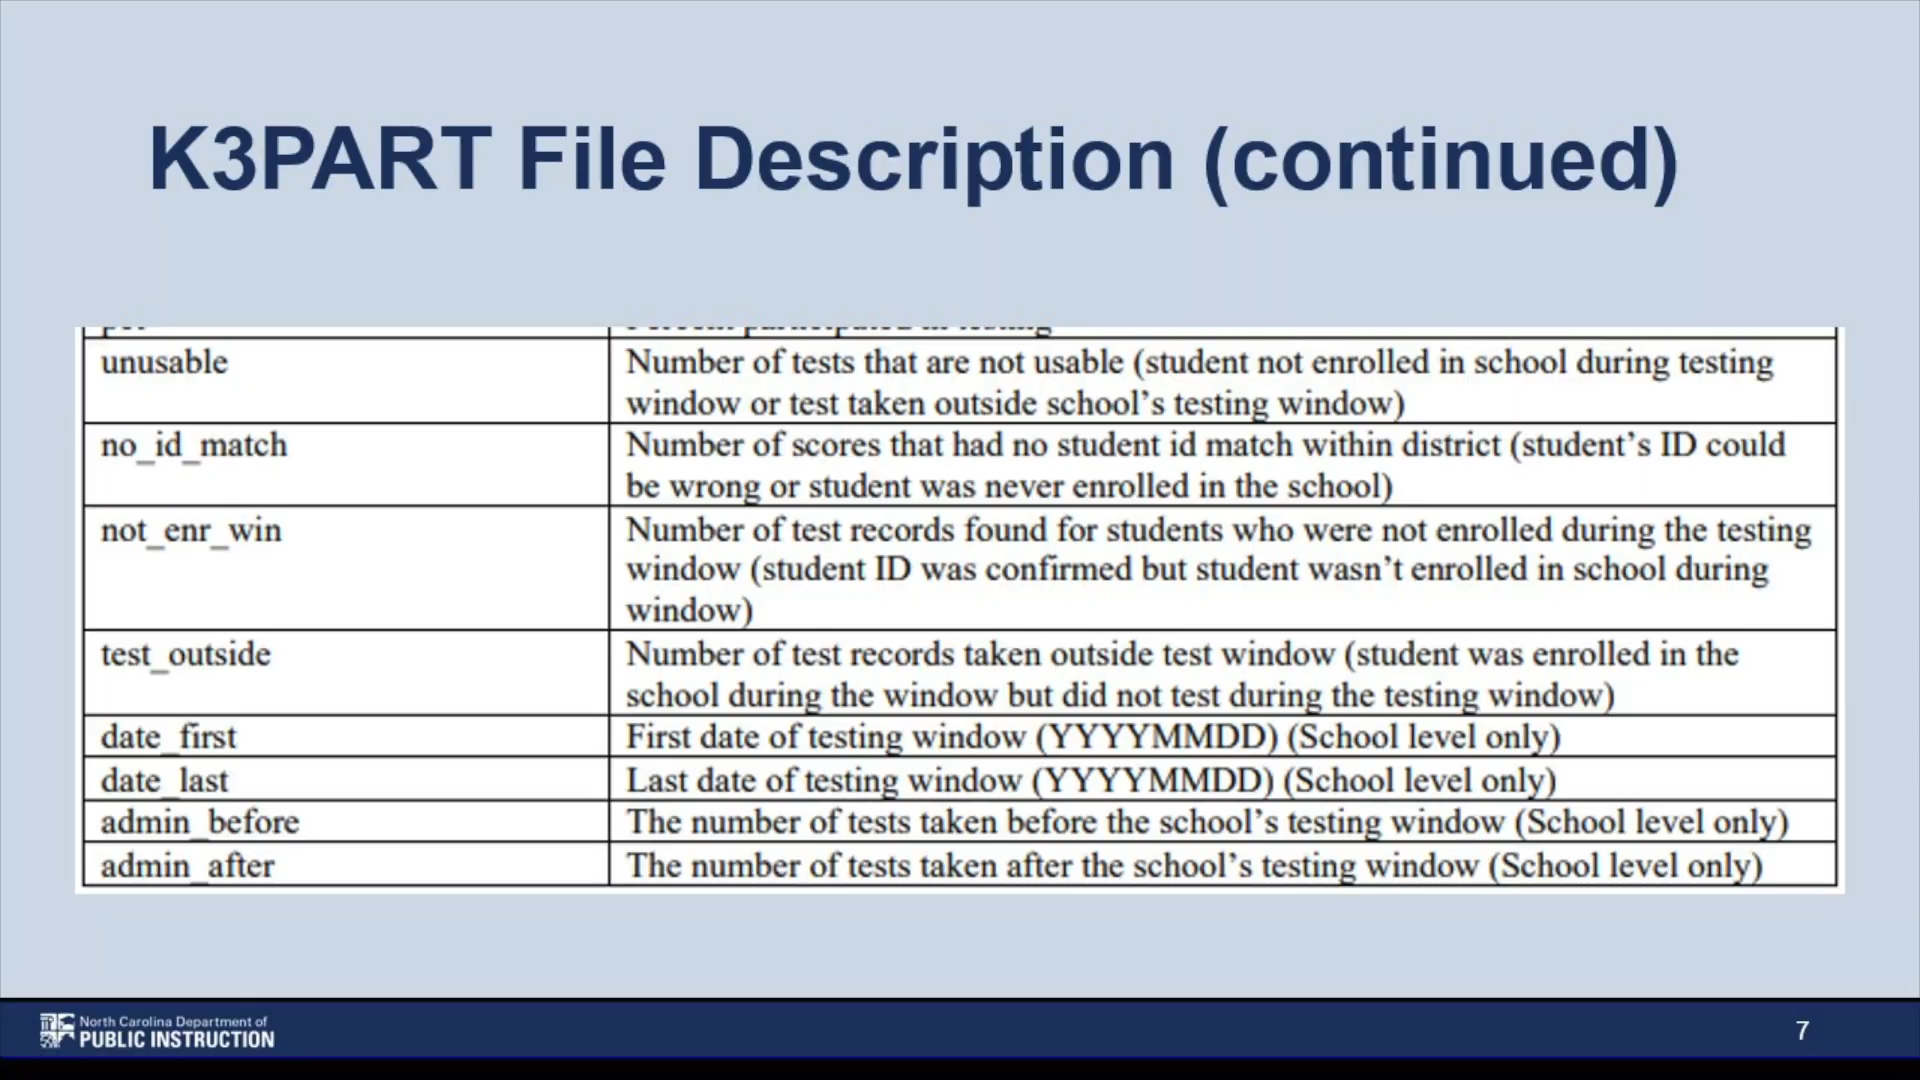 K3PART File Description (continued)
unusable
Number of tests that are not usable (student not enrolled in school during testing
window or test taken outside school’s testing window)
no_id_match
Number of scores that had no student id match within district (student’s ID could
be wrong or student was never enrolled in the school)
not_enr_win
Number of test records found for students who were not enrolled during the testing
window (student ID was confirmed but student wasn’t enrolled in school during
window)
test_outside
Number of test records taken outside test window (student was enrolled in the
school during the window but did not test during the testing window)
date_first
First date of testing window (YYYYMMDD) (School level only)
date_last
Last date of testing window (YYYYMMDD) (School level only)
admin_before
The number of tests taken before the school’s testing window (School level only)
admin_after
The number of tests taken after the school’s testing window (School level only)
North Carolina Department of
PUBLIC INSTRUCTION
7